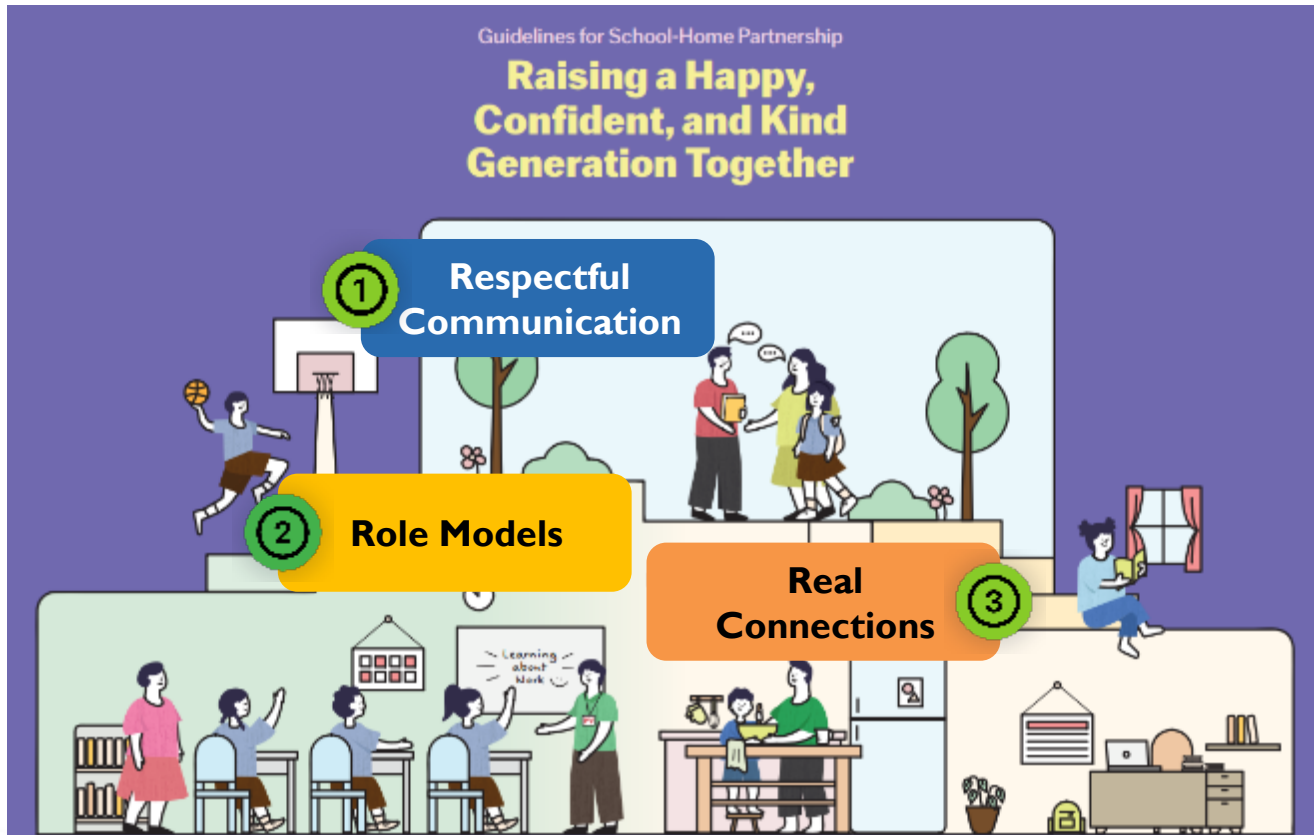 Guidelines for School-Home Partnership
Raising a Happy,
Confident, and Kind
Generation Together
1
Respectful
Communication
2
Role Models
3
Real
Connections
Learning
about
Work